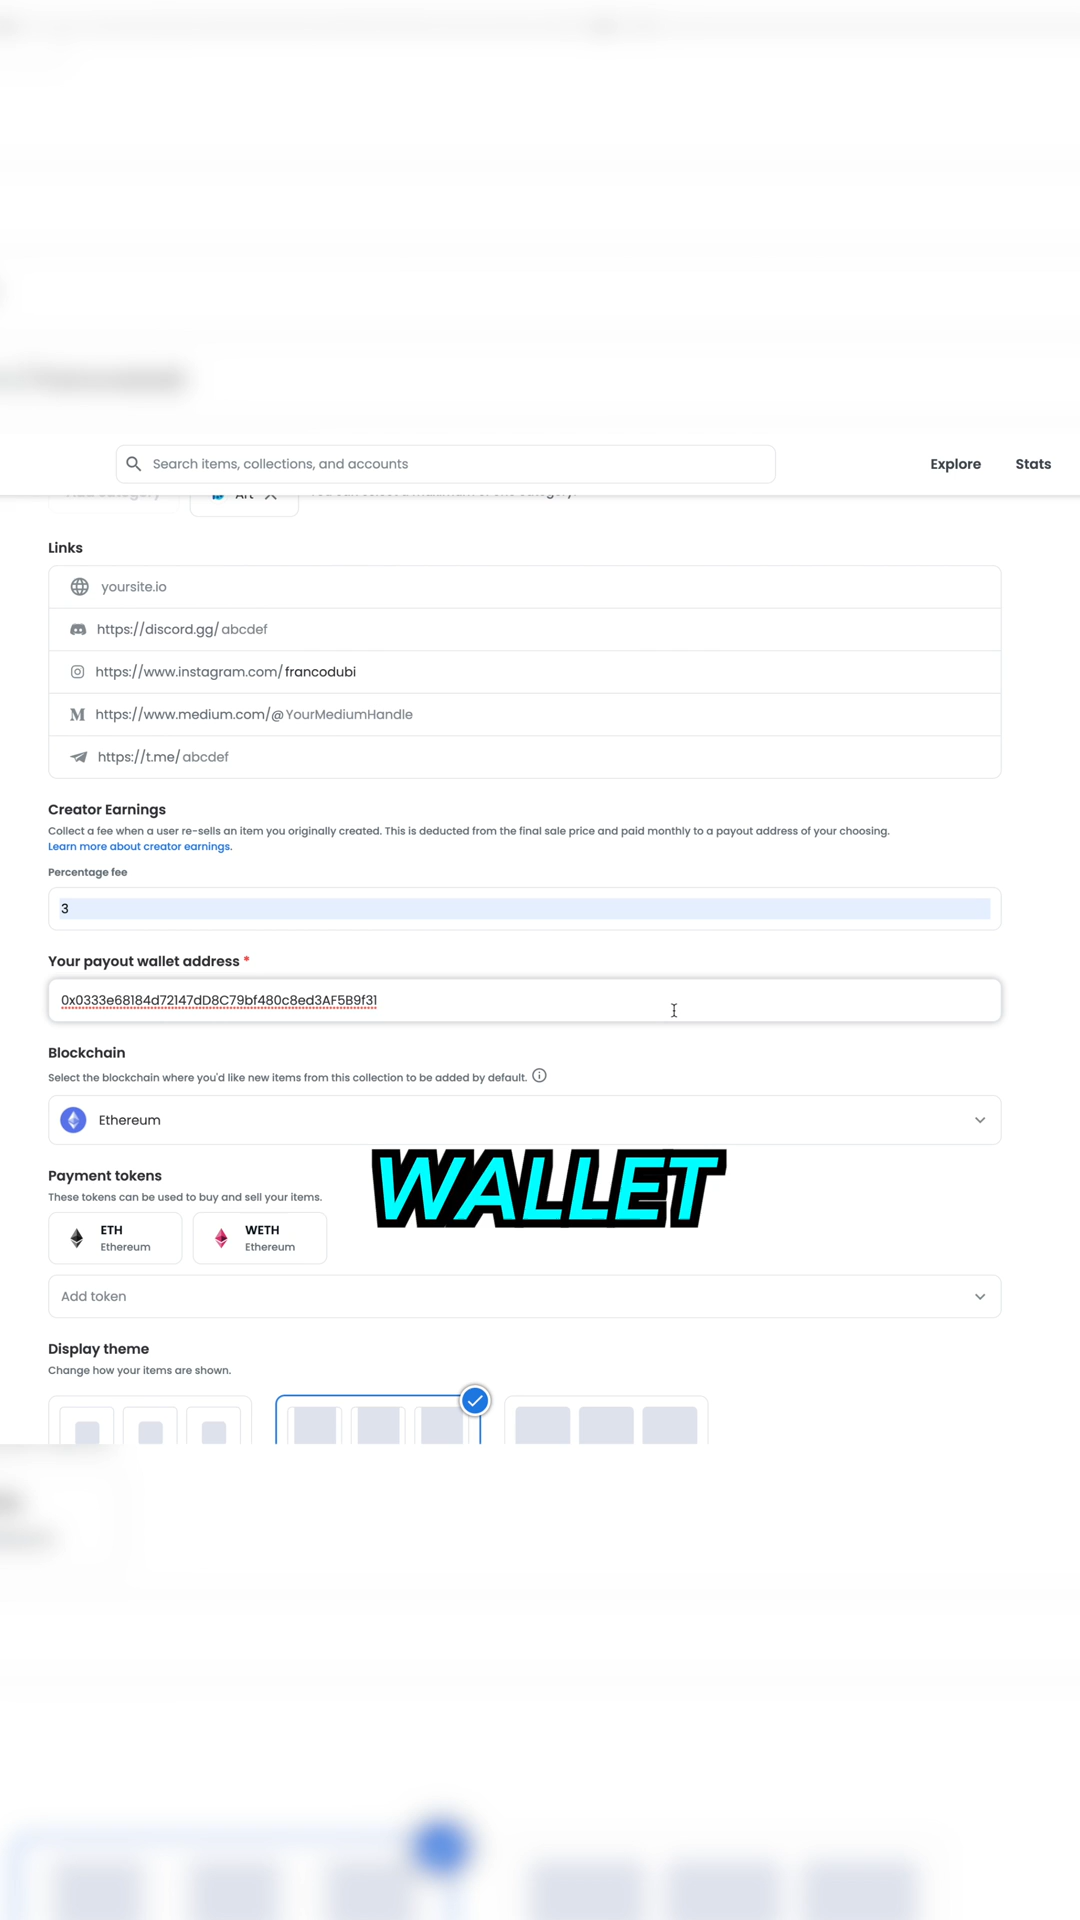 Search items, collections, and accounts
Explore
Stats
Art
Links
yoursite.io
https://discord.gg/abcdef
https://www.instagram.com/francodubi
M https://www.medium.com/@YourMediumHandle
https://t.me/abcdef
Creator Earnings
Collect a fee when a user re-sells an item you originally created. This is deducted from the final sale price and paid monthly to a payout address of your choosing.
Learn more about creator earnings.
Percentage fee
3
Your payout wallet address *
0x0333e68184d72147dD8C79bf480c8ed3AF5B9f31
Blockchain
Select the blockchain where you'd like new items from this collection to be added by default.
Ethereum
WALLET
Payment tokens
These tokens can be used to buy and sell your items.
ETH
Ethereum
WETH
Ethereum
Add token
Display theme
Change how your items are shown.